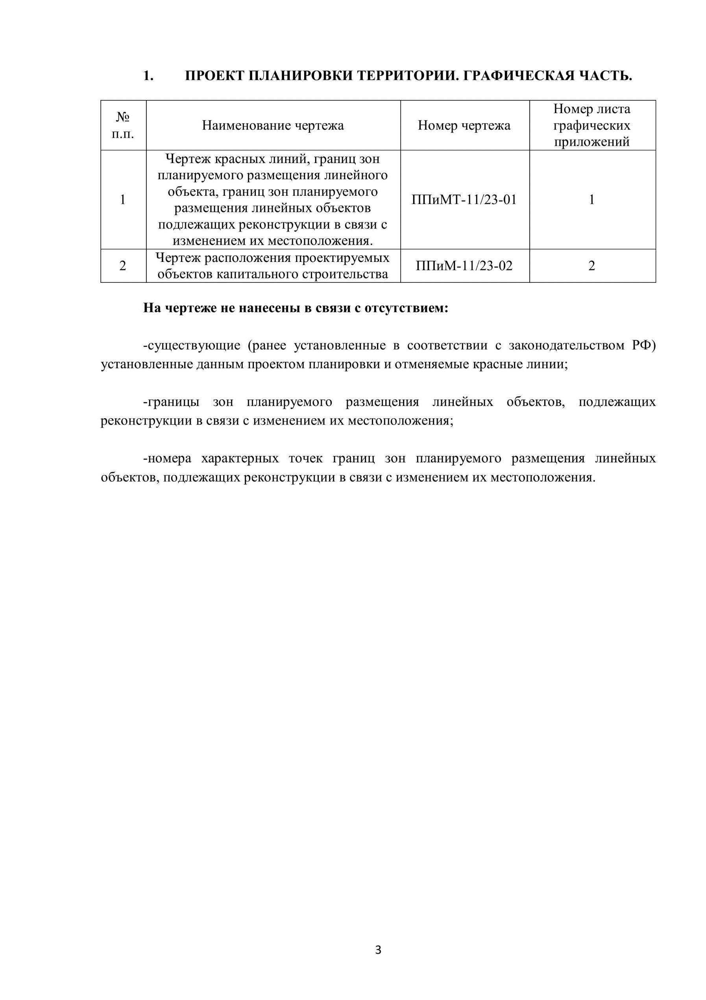 1. ПРОЕКТ ПЛАНИРОВКИ ТЕРРИТОРИИ. ГРАФИЧЕСКАЯ ЧАСТЬ.
№
п.п.
Наименование чертежа
Номер чертежа
Номер листа
графических
приложений
1
Чертеж красных линий, границ зон
планируемого размещения линейного
объекта, границ зон планируемого
размещения линейных объектов
подлежащих реконструкции в связи с
изменением их местоположения.
ППиМТ-11/23-01
1
2
Чертеж расположения проектируемых
объектов капитального строительства
ППиМ-11/23-02
2
На чертеже не нанесены в связи с отсутствием:
-существующие (ранее установленные в соответствии с законодательством РФ)
установленные данным проектом планировки и отменяемые красные линии;
-границы зон планируемого размещения линейных объектов, подлежащих
реконструкции в связи с изменением их местоположения;
-номера характерных точек границ зон планируемого размещения линейных
объектов, подлежащих реконструкции в связи с изменением их местоположения.
3